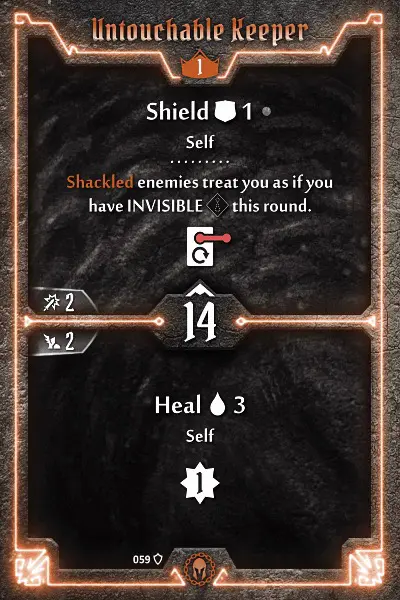 Untouchable Keeper
1
Shield 1
Self
Shackled enemies treat you as if you
have INVISIBLE this round.
2
14
2
Heal 3
Self
1
059